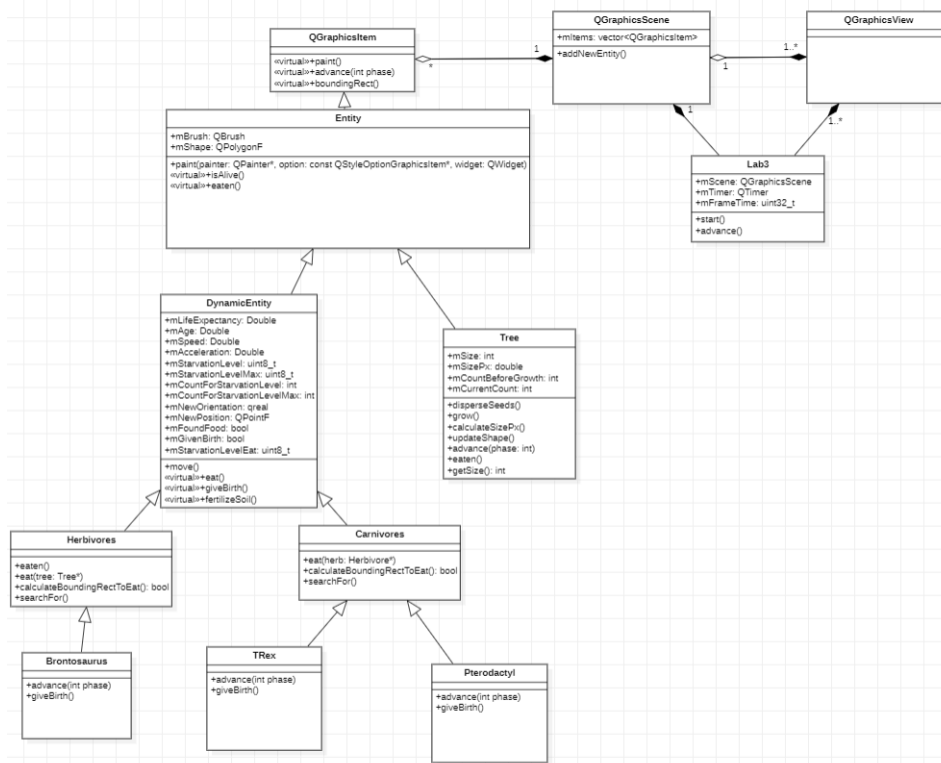 QGraphicsScene
+mItems: vector<QGraphicsItem>
+addNewEntity()
QGraphicsView
QGraphicsItem
«virtual»+paint()
«virtual»+advance(int phase)
«virtual»+boundingRect()
*
1
1
1..*
1
1..*
Entity
+mBrush: QBrush
+mShape: QPolygonF
+paint(painter: QPainter*, option: const QStyleOptionGraphicsItem*, widget: QWidget)
«virtual»+isAlive()
«virtual»+eaten()
Lab3
+mScene: QGraphicsScene
+mTimer: QTimer
+mFrameTime: uint32_t
+start()
+advance()
DynamicEntity
+mLifeExpectancy: Double
+mAge: Double
+mSpeed: Double
+mAcceleration: Double
+mStarvationLevel: uint8_t
+mStarvationLevelMax: uint8_t
+mCountForStarvationLevel: int
+mCountForStarvationLevelMax: int
+mNewOrientation: qreal
+mNewPosition: QPointF
+mFoundFood: bool
+mGivenBirth: bool
+mStarvationLevelEat: uint8_t
+move()
«virtual»+eat()
«virtual»+giveBirth()
«virtual»+fertilizeSoil()
Tree
+mSize: int
+mSizePx: double
+mCountBeforeGrowth: int
+mCurrentCount: int
+disperseSeeds()
+grow()
+calculateSizePx()
+updateShape()
+advance(phase: int)
+eaten()
+getSize(): int
Herbivores
+eaten()
+eat(tree: Tree*)
+calculateBoundingRectToEat(): bool
+searchFor()
Carnivores
+eat(herb: Herbivore*)
+calculateBoundingRectToEat(): bool
+searchFor()
Brontosaurus
+advance(int phase)
+giveBirth()
TRex
+advance(int phase)
+giveBirth()
Pterodactyl
+advance(int phase)
+giveBirth()